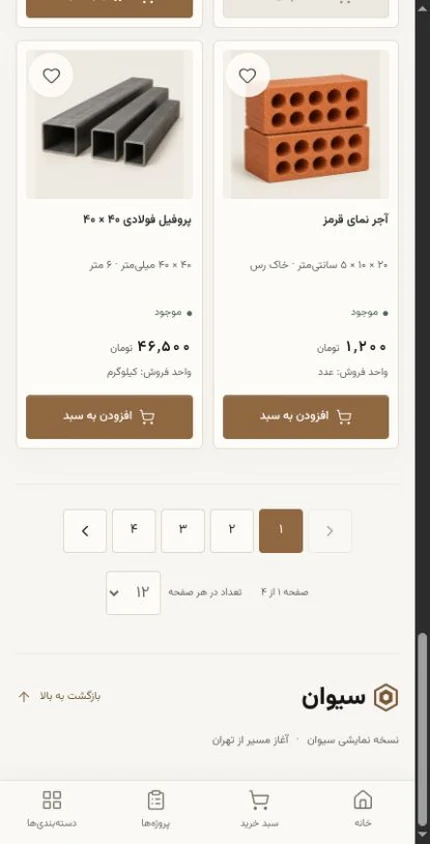 آجر نمای قرمز
۲۰ × ۱۰ × ۵ سانتی‌متر · خاک رس
موجود
۱,۲۰۰ تومان
واحد فروش: عدد
افزودن به سبد
پروفیل فولادی ۴۰ × ۴۰
۴۰ × ۴۰ میلی‌متر · ۶ متر
موجود
۴۶,۵۰۰ تومان
واحد فروش: کیلوگرم
افزودن به سبد
۱ ۲ ۳ ۴
صفحه ۱ از ۴ تعداد در هر صفحه ۱۲
سیوان
بازگشت به بالا
نسخه نمایشی سیوان · آغاز مسیر از تهران
خانه سبد خرید پروژه‌ها دسته‌بندی‌ها